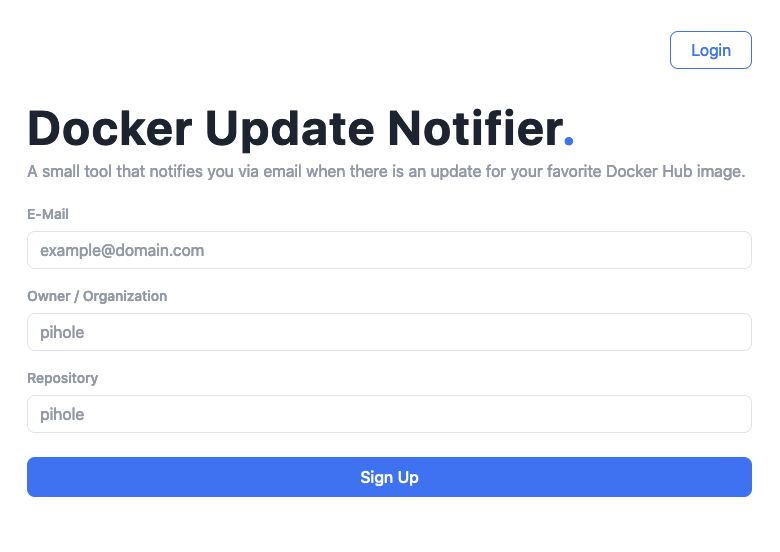 Login
Docker Update Notifier.
A small tool that notifies you via email when there is an update for your favorite Docker Hub image.
E-Mail
example@domain.com
Owner / Organization
pihole
Repository
pihole
Sign Up